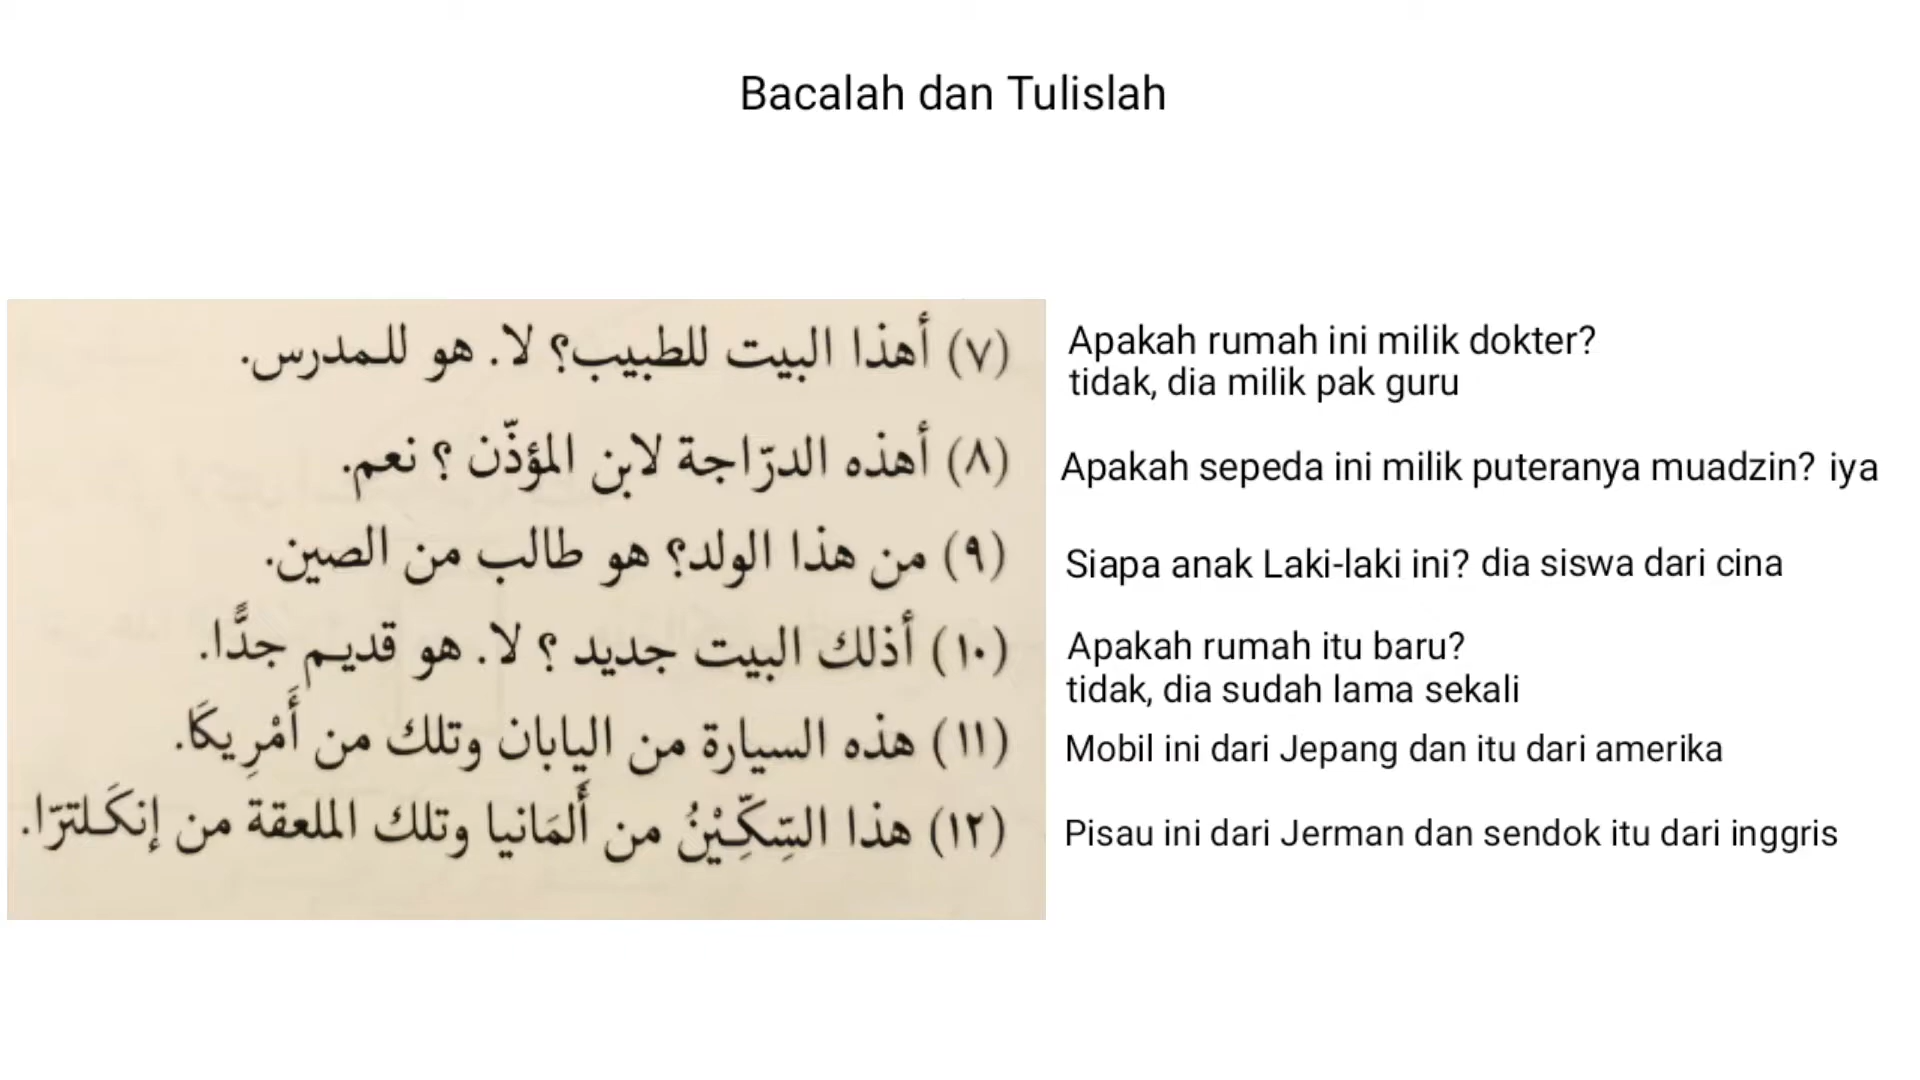 Bacalah dan Tulislah
(٧) أهذا البيت للطبيب؟ لا. هو للمدرس.
Apakah rumah ini milik dokter?
tidak, dia milik pak guru
(٨) أهذه الدرّاجة لابن المؤذّن ؟ نعم.
Apakah sepeda ini milik puteranya muadzin? iya
(٩) من هذا الولد؟ هو طالب من الصين.
Siapa anak Laki-laki ini? dia siswa dari cina
(١٠) أذلك البيت جديد ؟ لا. هو قديم جدًّا.
Apakah rumah itu baru?
tidak, dia sudah lama sekali
(١١) هذه السيارة من اليابان وتلك من أَمْرِيكَا.
Mobil ini dari Jepang dan itu dari amerika
(١٢) هذا السِّكِّيْنُ من أَلمَانيا وتلك الملعقة من إنكَلترّا.
Pisau ini dari Jerman dan sendok itu dari inggris